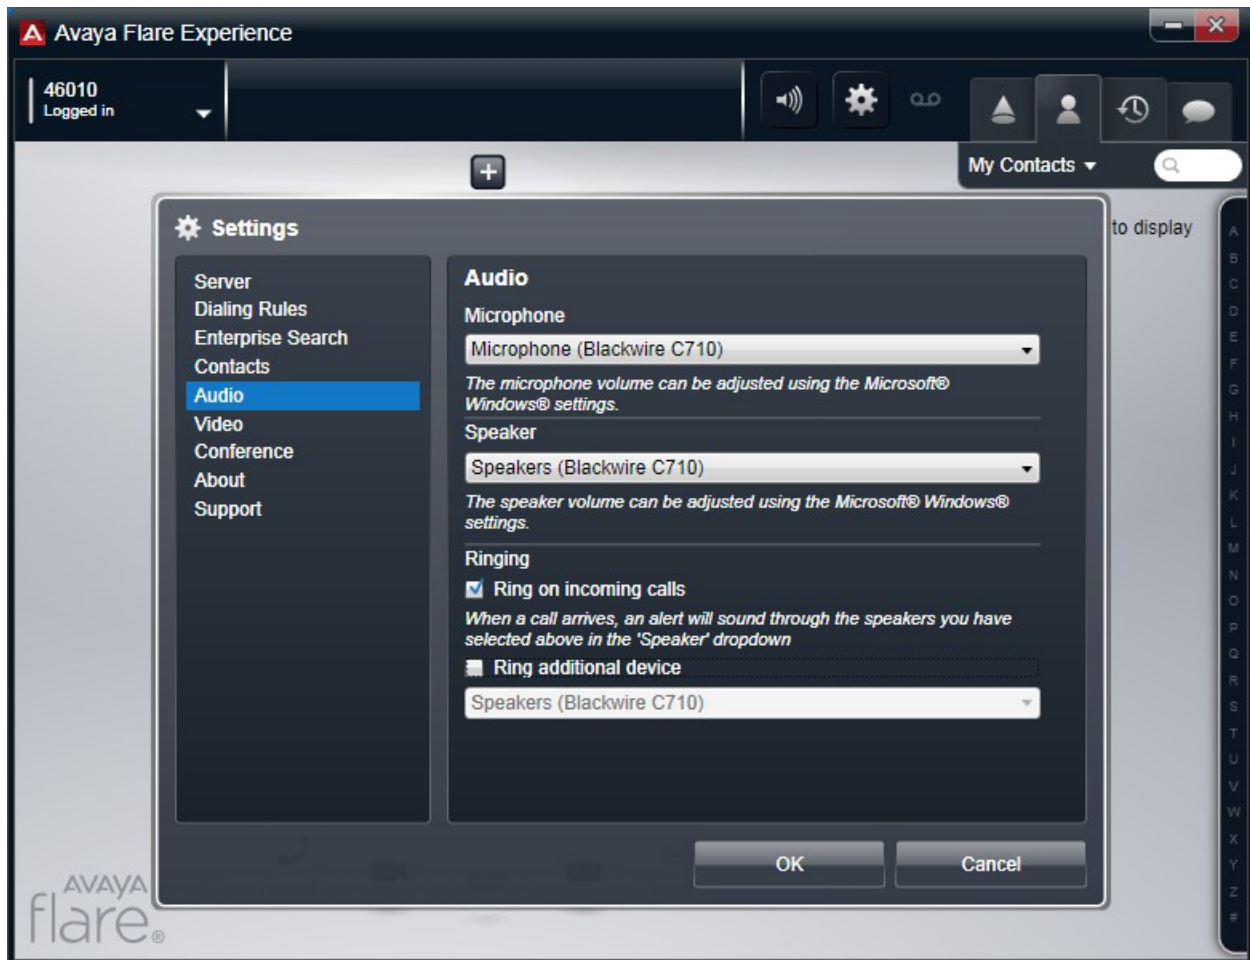 Avaya Flare Experience
46010
Logged in
My Contacts
to display
Settings
Server
Dialing Rules
Enterprise Search
Contacts
Audio
Video
Conference
About
Support
Audio
Microphone
Microphone (Blackwire C710)
The microphone volume can be adjusted using the Microsoft®
Windows® settings.
Speaker
Speakers (Blackwire C710)
The speaker volume can be adjusted using the Microsoft® Windows®
settings.
Ringing
Ring on incoming calls
When a call arrives, an alert will sound through the speakers you have
selected above in the 'Speaker' dropdown
Ring additional device
Speakers (Blackwire C710)
OK
Cancel
A
B
C
D
E
F
G
H
I
J
K
L
M
N
O
P
Q
R
S
T
U
V
W
X
Y
Z
#
AVAYA
flare®